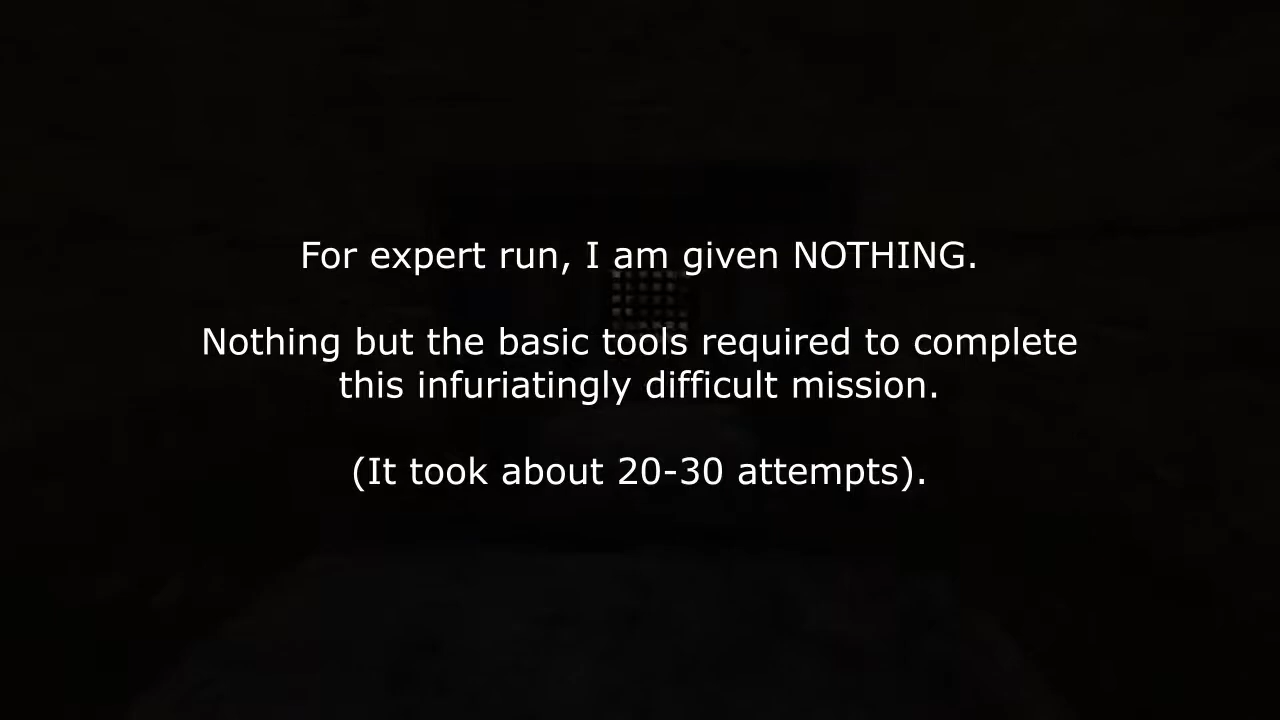 For expert run, I am given NOTHING.
Nothing but the basic tools required to complete
this infuriatingly difficult mission.
(It took about 20-30 attempts).